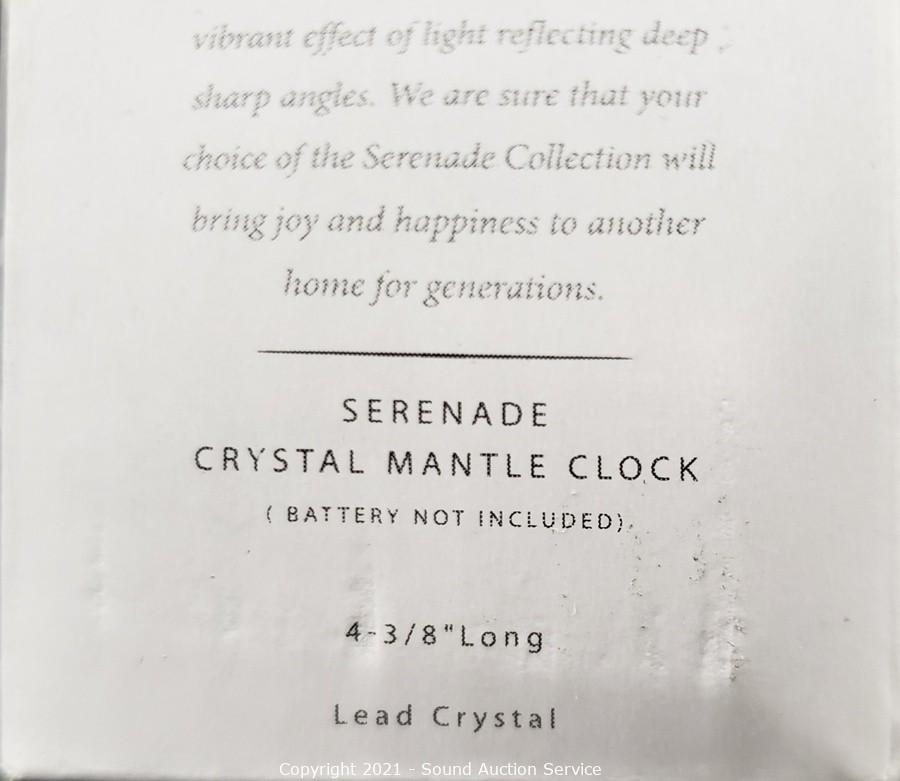 vibrant effect of light reflecting deep
sharp angles. We are sure that your
choice of the Serenade Collection will
bring joy and happiness to another
home for generations.
SERENADE
CRYSTAL MANTLE CLOCK
( BATTERY NOT INCLUDED)
4-3/8"Long
Lead Crystal
Copyright 2021 - Sound Auction Service